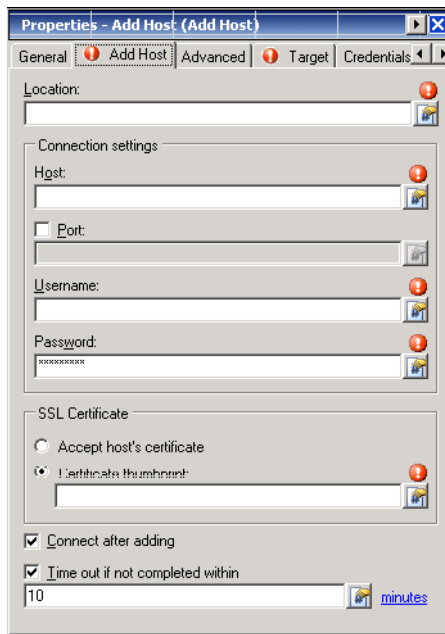 Properties - Add Host (Add Host)
General Add Host Advanced Target Credentials
Location:
Connection settings
Host:
Port:
Username:
Password:
*********
SSL Certificate
Accept host's certificate
Certificate thumbprint:
Connect after adding
Time out if not completed within
10 minutes